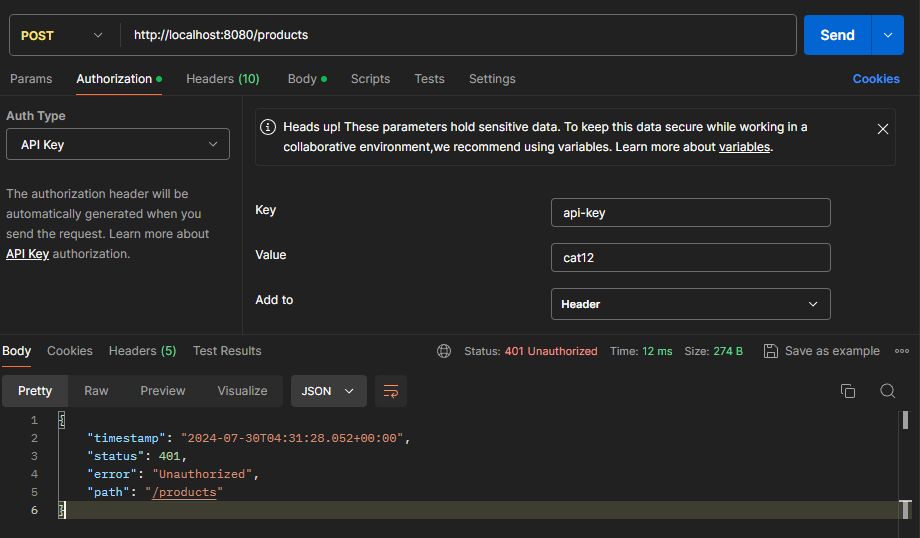 POST http://localhost:8080/products Send
Params Authorization Headers (10) Body Scripts Tests Settings Cookies
Auth Type
API Key
The authorization header will be
automatically generated when you
send the request. Learn more about
API Key authorization.
Heads up! These parameters hold sensitive data. To keep this data secure while working in a
collaborative environment,we recommend using variables. Learn more about variables.
Key api-key
Value cat12
Add to Header
Body Cookies Headers (5) Test Results Status: 401 Unauthorized Time: 12 ms Size: 274 B Save as example
Pretty Raw Preview Visualize JSON
1 {
2 "timestamp": "2024-07-30T04:31:28.052+00:00",
3 "status": 401,
4 "error": "Unauthorized",
5 "path": "/products"
6 }